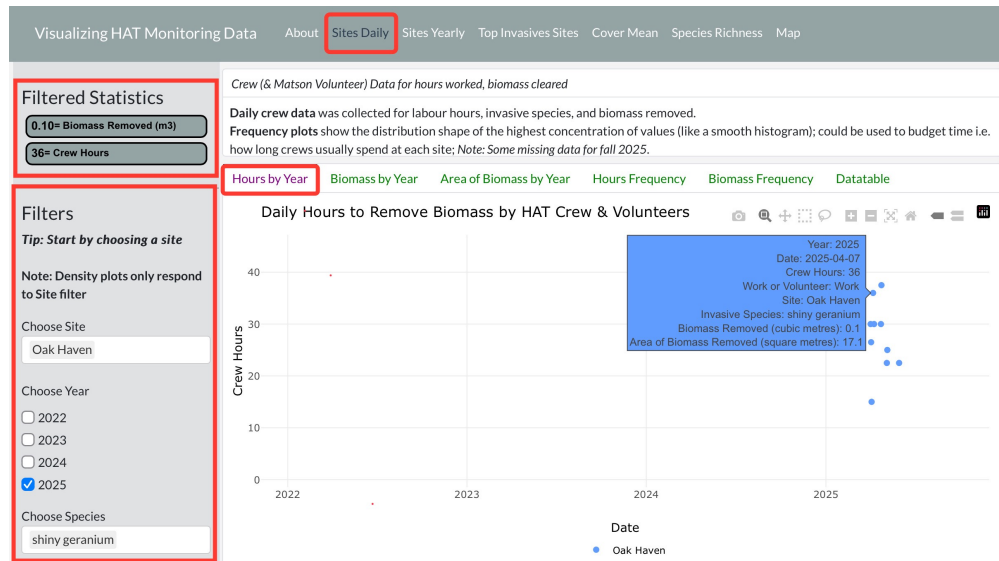 Visualizing HAT Monitoring Data About Sites Daily Sites Yearly Top Invasives Sites Cover Mean Species Richness Map
Filtered Statistics
0.10= Biomass Removed (m3)
36= Crew Hours
Filters
Tip: Start by choosing a site
Note: Density plots only respond
to Site filter
Choose Site
Oak Haven
Choose Year
2022
2023
2024
2025
Choose Species
shiny geranium
Crew (& Matson Volunteer) Data for hours worked, biomass cleared
Daily crew data was collected for labour hours, invasive species, and biomass removed.
Frequency plots show the distribution shape of the highest concentration of values (like a smooth histogram); could be used to budget time i.e.
how long crews usually spend at each site; Note: Some missing data for fall 2025.
Hours by Year Biomass by Year Area of Biomass by Year Hours Frequency Biomass Frequency Datatable
Daily Hours to Remove Biomass by HAT Crew & Volunteers
Year: 2025
Date: 2025-04-07
Crew Hours: 36
Work or Volunteer: Work
Site: Oak Haven
Invasive Species: shiny geranium
Biomass Removed (cubic metres): 0.1
Area of Biomass Removed (square metres): 17.1
Crew Hours
40
30
20
10
0
2022 2023 2024 2025
Date
Oak Haven